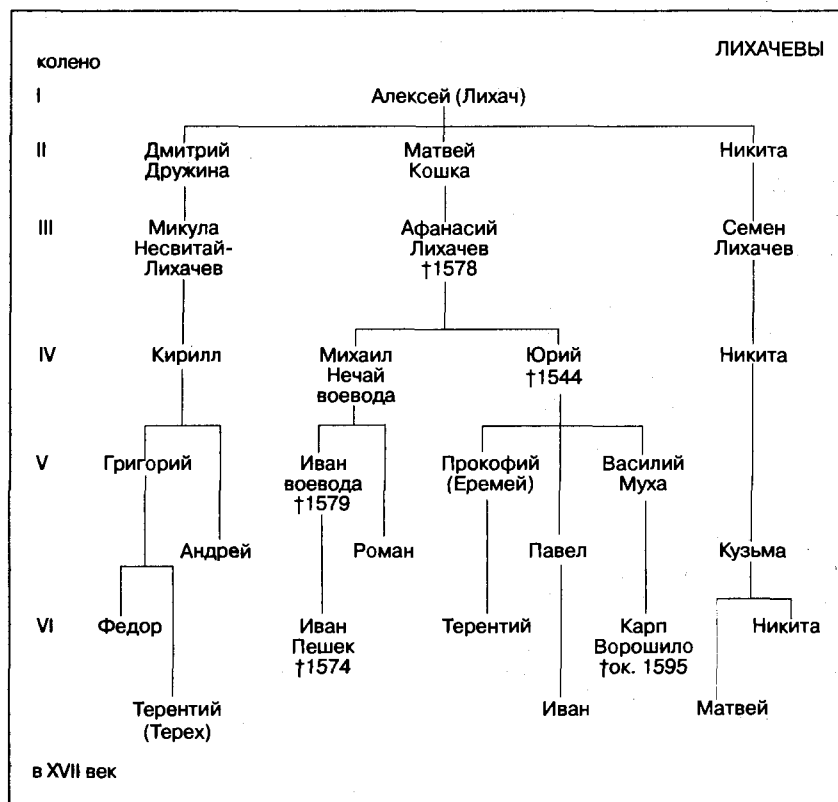 ЛИХАЧЕВЫ
колено
I Алексей (Лихач)
II Дмитрий Матвей Никита
Дружина Кошка
III Микула Афанасий Семен
Несвитай- Лихачев Лихачев
Лихачев †1578
IV Кирилл Михаил Юрий Никита
Нечай †1544
воевода
V Григорий Иван Прокофий Василий
воевода (Еремей) Муха
†1579
Андрей Роман Павел Кузьма
VI Федор Иван Терентий Карп Никита
Пешек Ворошило
†1574 †ок. 1595
Терентий Иван Матвей
(Терех)
в XVII век